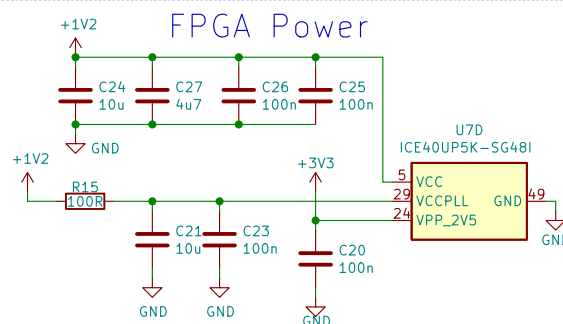 FPGA Power
+1V2
C24
10u
C27
4u7
C26
100n
C25
100n
GND
U7D
ICE40UP5K-SG48I
+1V2
R15
100R
+3V3
5
VCC
29
VCCPLL
24
VPP_2V5
GND
49
GND
C21
10u
C23
100n
C20
100n
GND
GND
GND